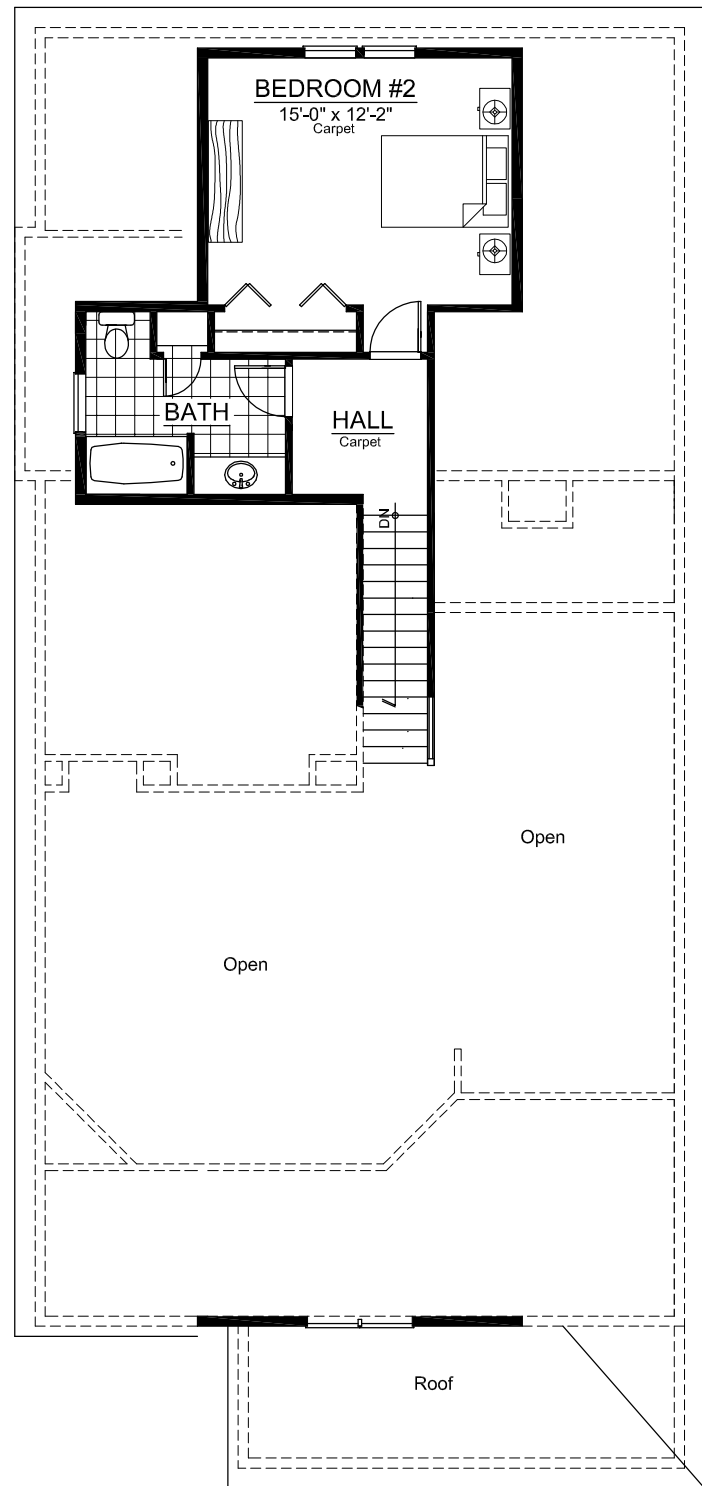 BEDROOM #2
15'-0" x 12'-2"
Carpet
BATH
HALL
Carpet
DN
Open
Open
Roof